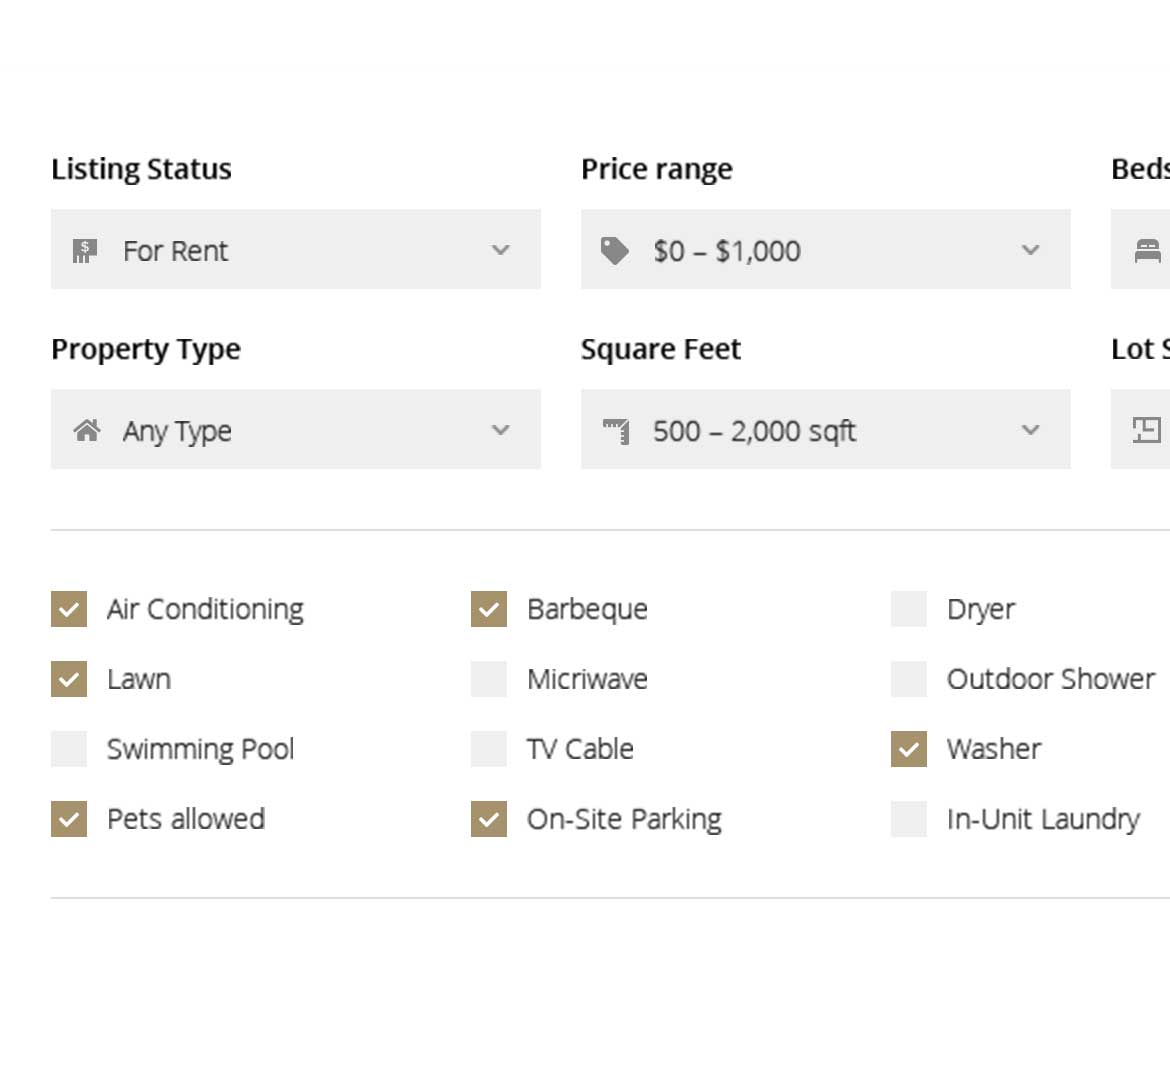 Listing Status Price range Beds
For Rent $0 – $1,000
Property Type Square Feet Lot S
Any Type 500 – 2,000 sqft
Air Conditioning Barbeque Dryer
Lawn Micriwave Outdoor Shower
Swimming Pool TV Cable Washer
Pets allowed On-Site Parking In-Unit Laundry